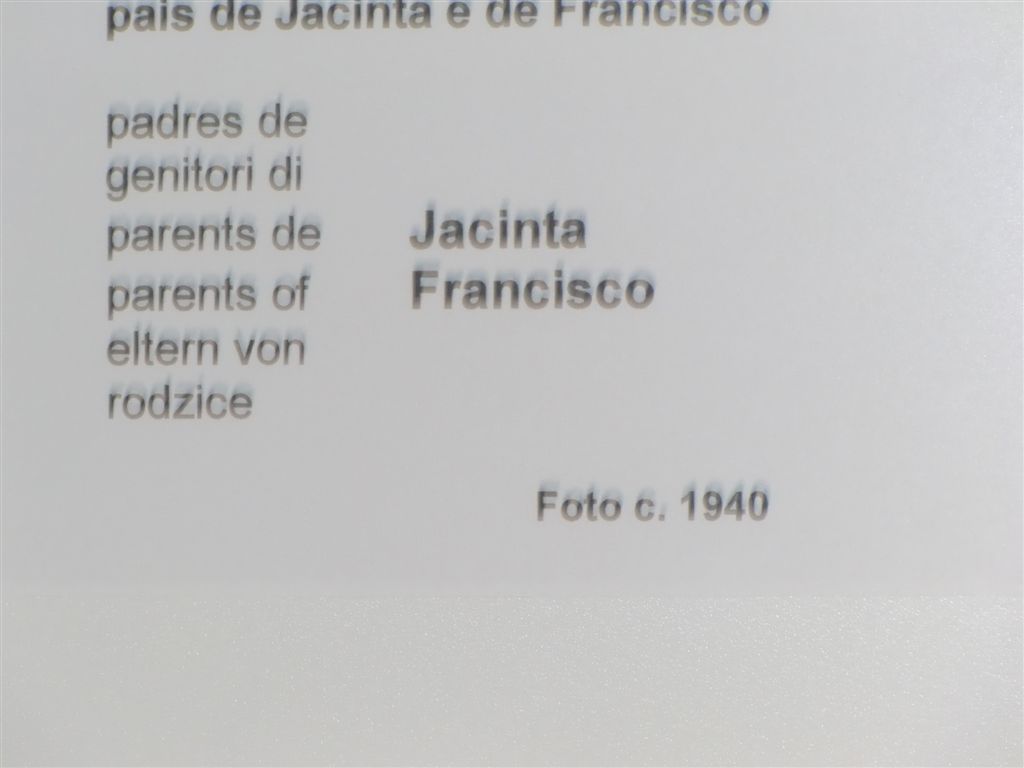 pais de Jacinta e de Francisco
padres de
genitori di
parents de
parents of
eltern von
rodzice
Jacinta
Francisco
Foto c. 1940